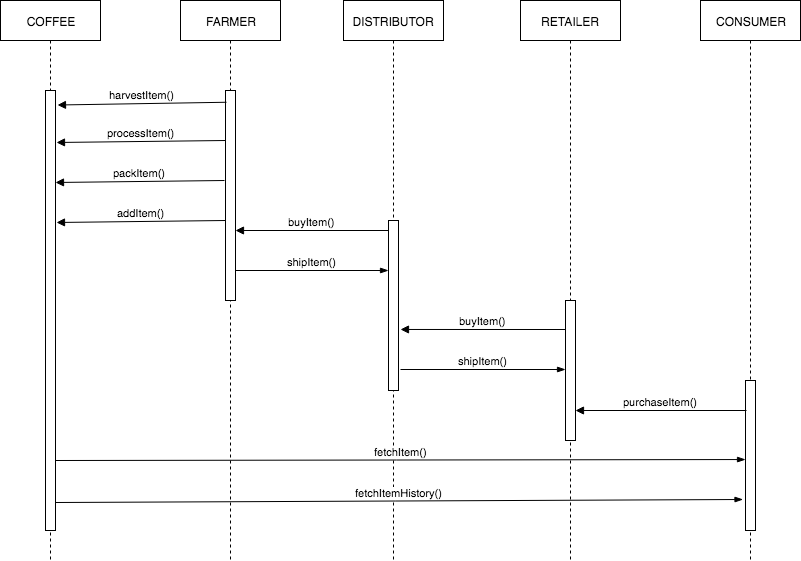 COFFEE
FARMER
DISTRIBUTOR
RETAILER
CONSUMER
harvestItem()
processItem()
packItem()
addItem()
buyItem()
shipItem()
buyItem()
shipItem()
purchaseItem()
fetchItem()
fetchItemHistory()